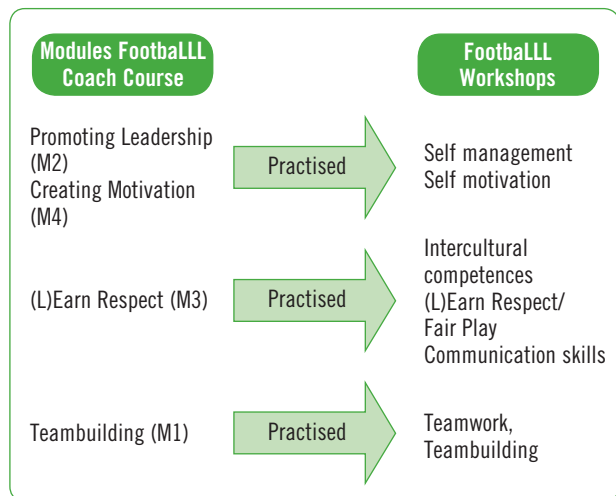 Modules FootbaLLL
Coach Course
FootbaLLL
Workshops
Promoting Leadership
(M2)
Creating Motivation
(M4)
Practised
Self management
Self motivation
(L)Earn Respect (M3)
Practised
Intercultural
competences
(L)Earn Respect/
Fair Play
Communication skills
Teambuilding (M1)
Practised
Teamwork,
Teambuilding